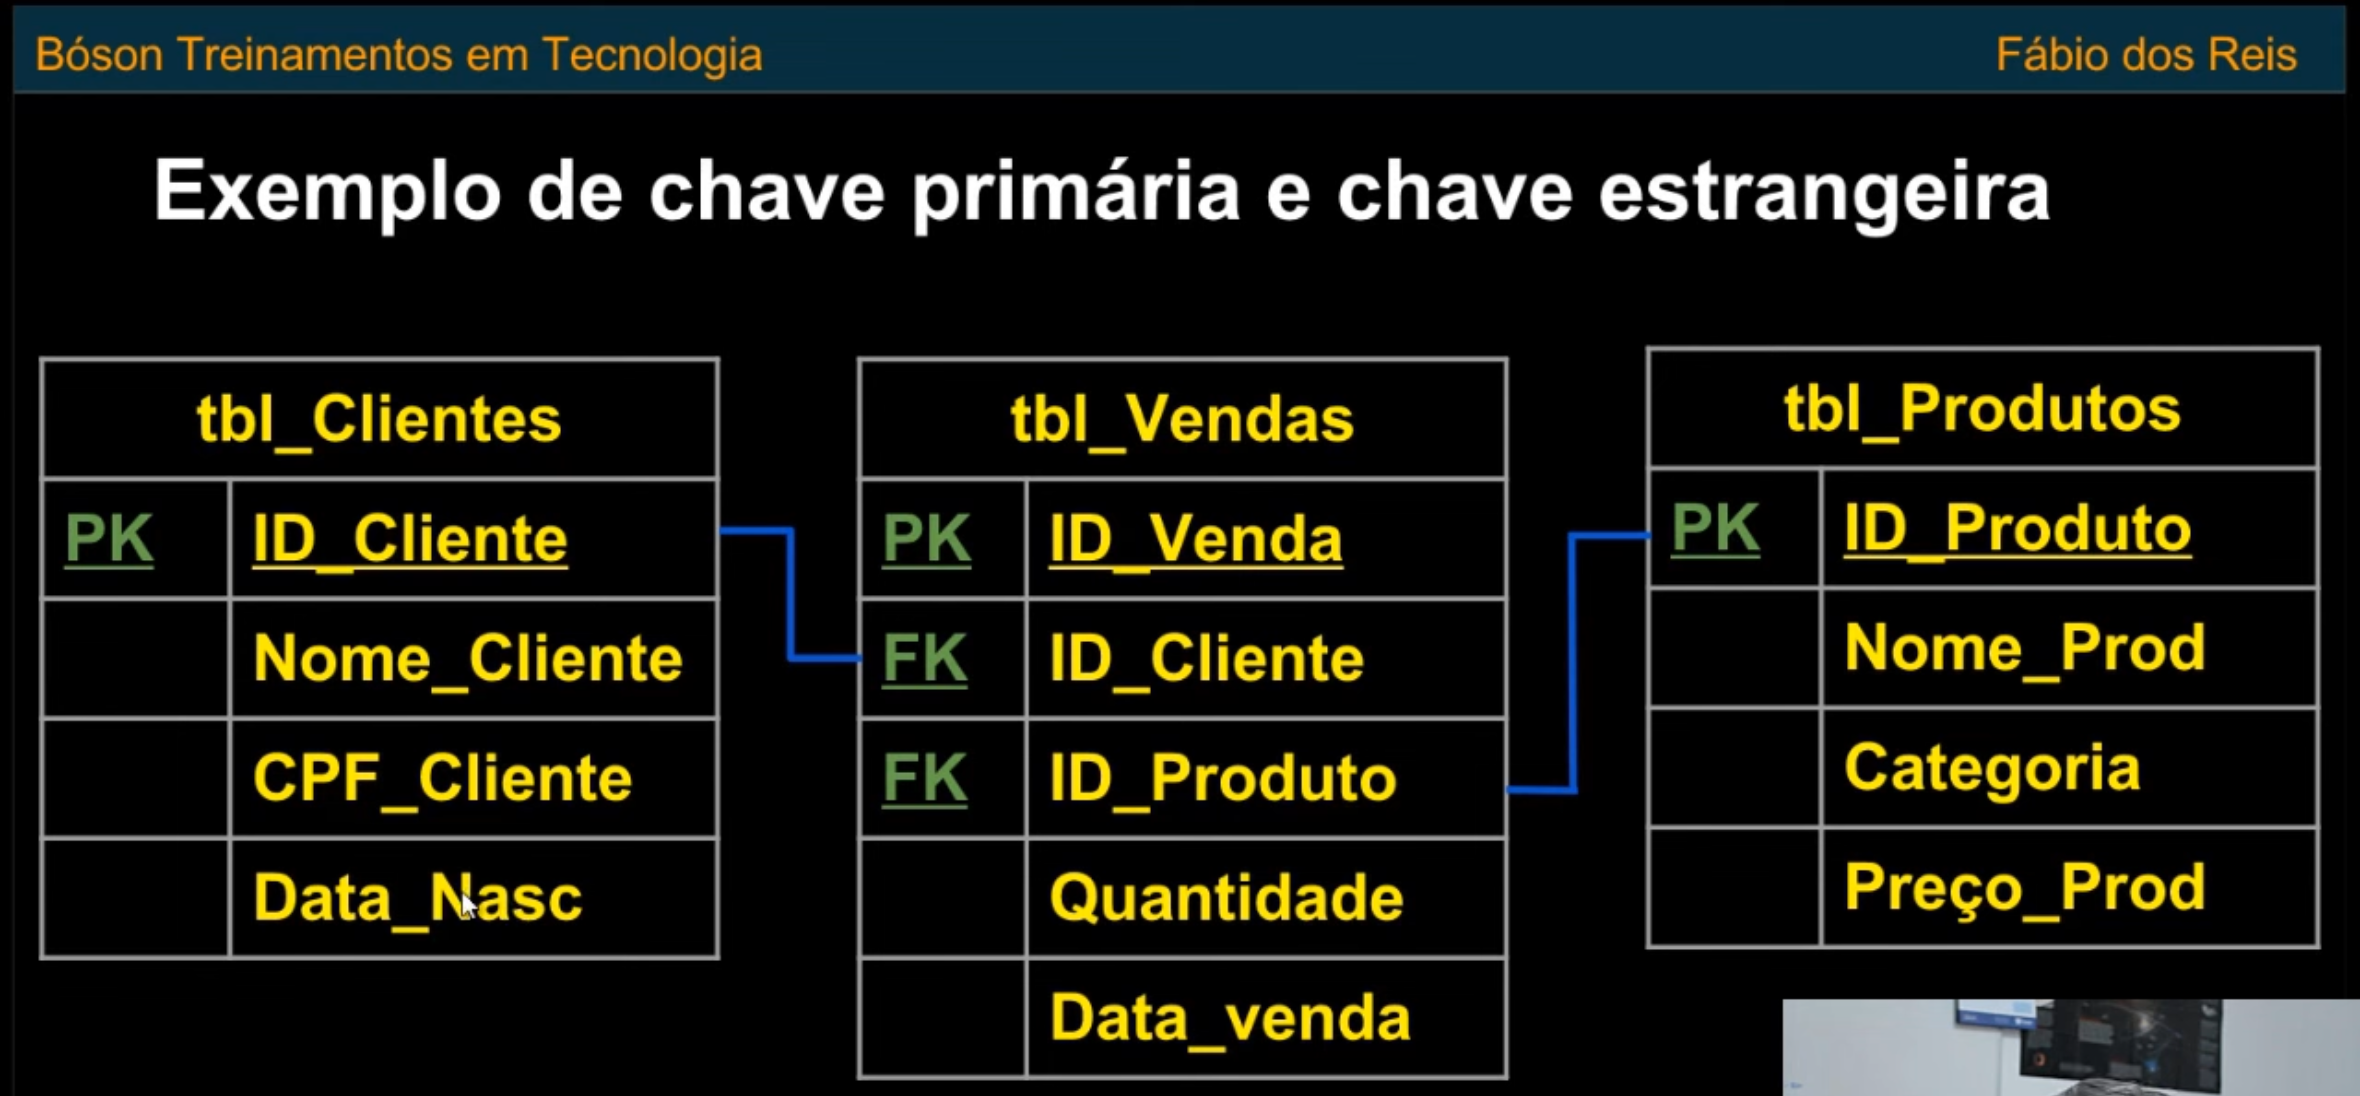 Bóson Treinamentos em Tecnologia
Fábio dos Reis
Exemplo de chave primária e chave estrangeira
tbl_Clientes
PK ID_Cliente
Nome_Cliente
CPF_Cliente
Data_Nasc
tbl_Vendas
PK ID_Venda
FK ID_Cliente
FK ID_Produto
Quantidade
Data_venda
tbl_Produtos
PK ID_Produto
Nome_Prod
Categoria
Preço_Prod